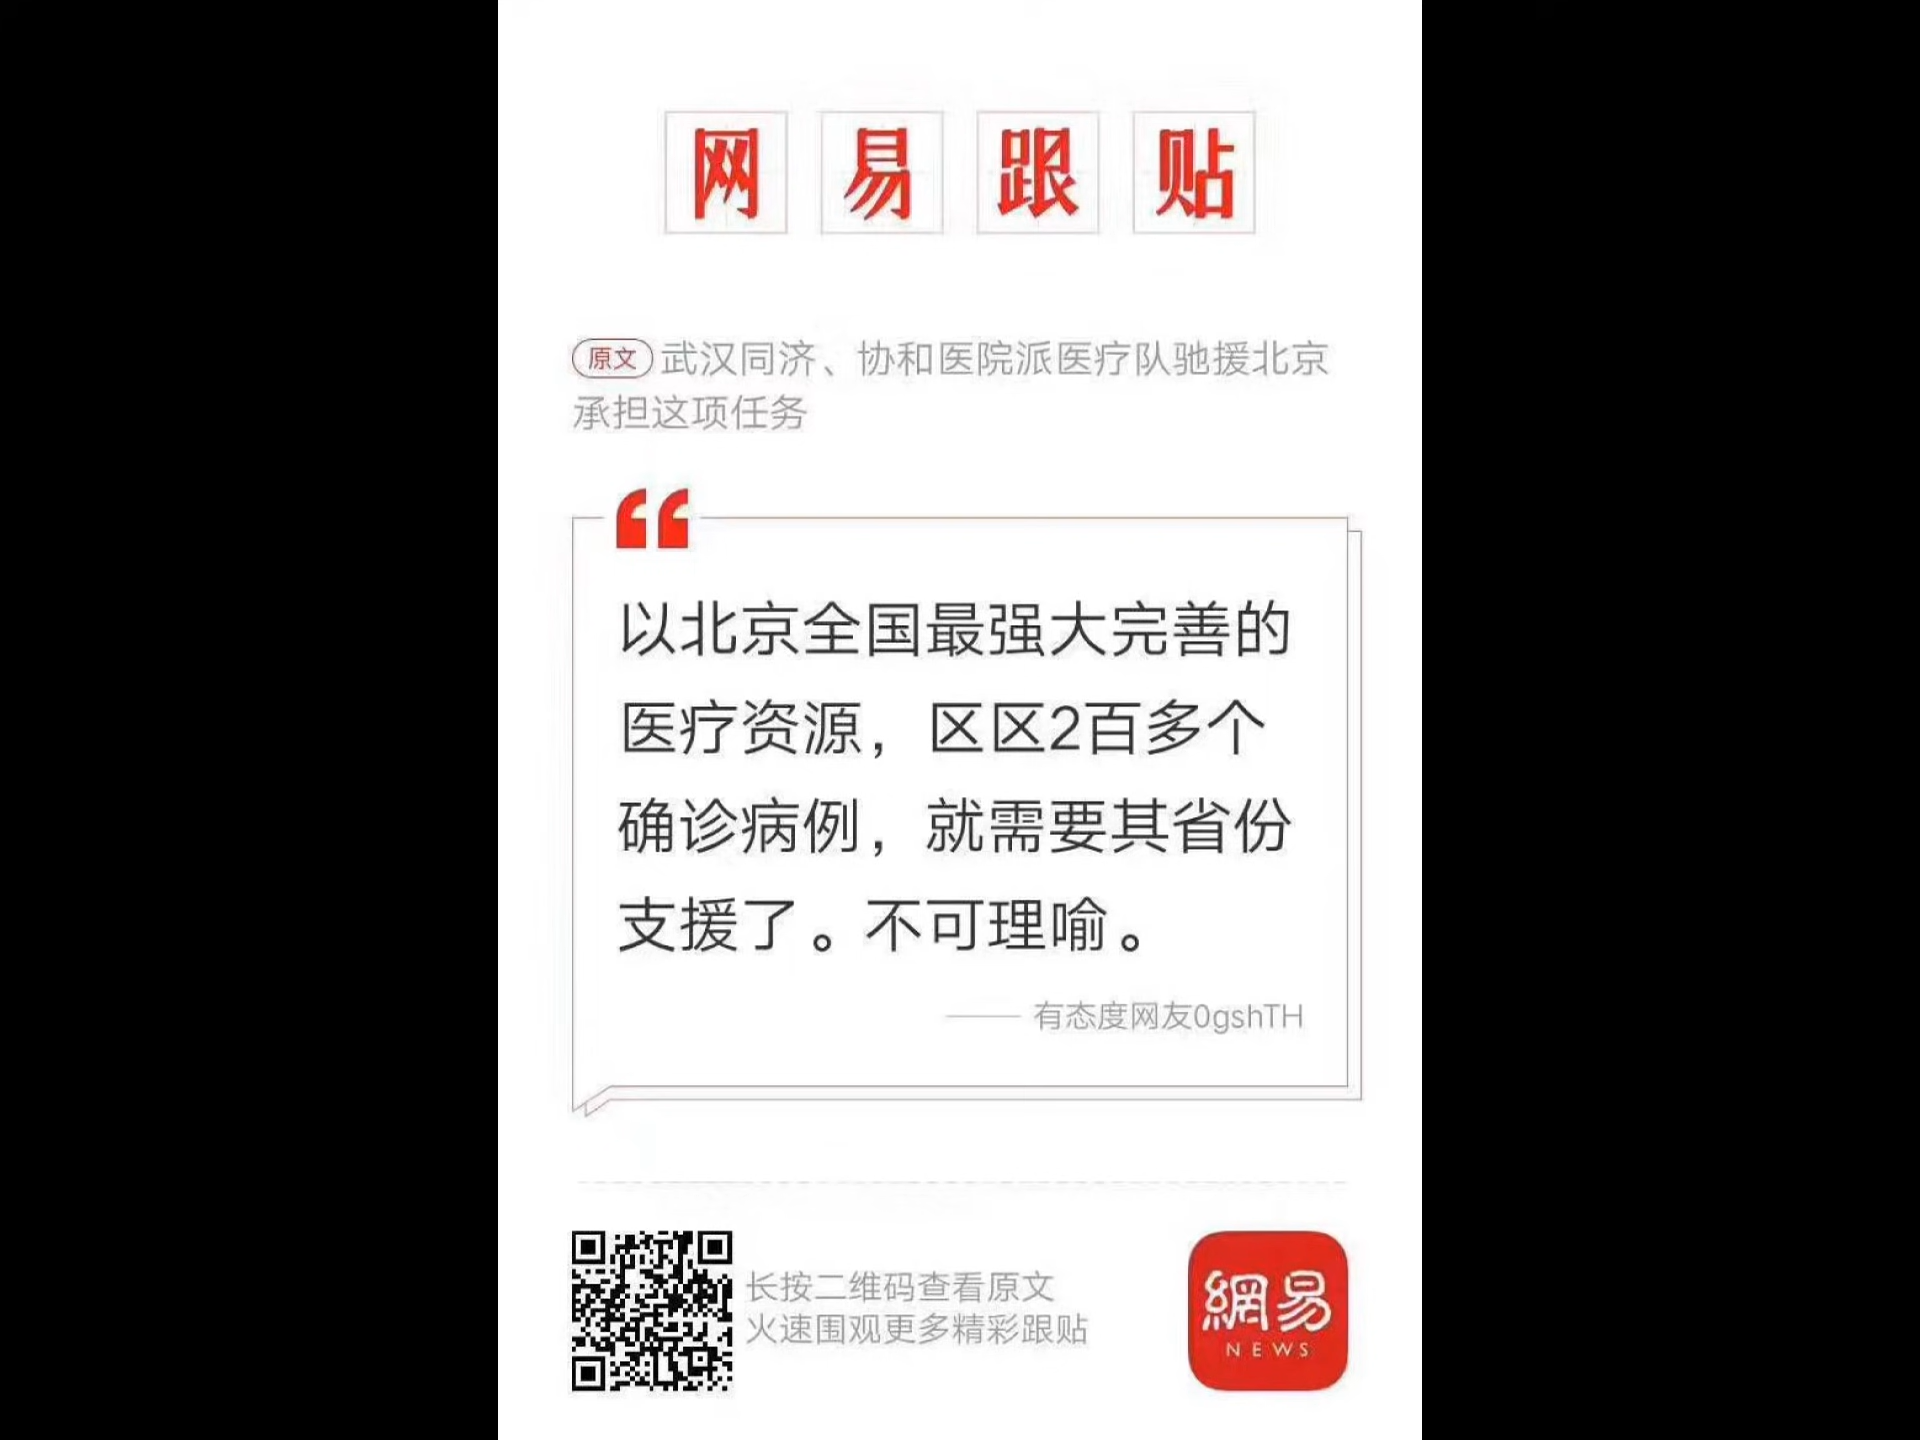 网易跟贴
原文 武汉同济、协和医院派医疗队驰援北京
承担这项任务
“
以北京全国最强大完善的
医疗资源，区区2百多个
确诊病例，就需要其省份
支援了。不可理喻。
—— 有态度网友0gshTH
长按二维码查看原文
火速围观更多精彩跟贴
網易
NEWS